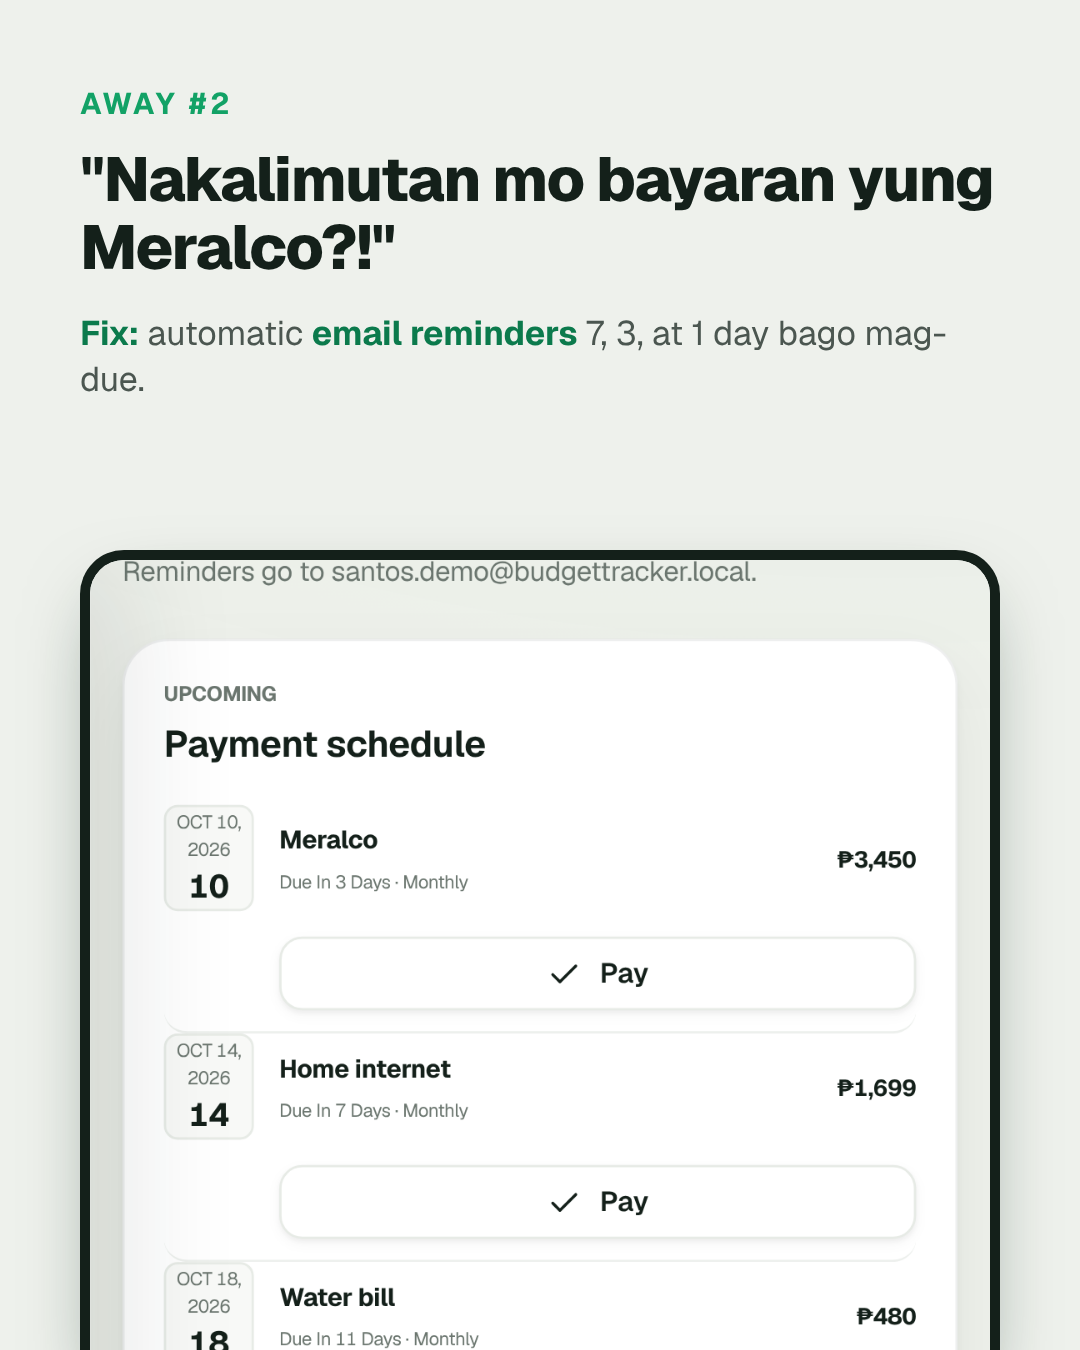 AWAY #2
"Nakalimutan mo bayaran yung
Meralco?!"
Fix: automatic email reminders 7, 3, at 1 day bago mag-
due.
Reminders go to santos.demo@budgettracker.local.
UPCOMING
Payment schedule
OCT 10,
2026
10
Meralco
Due In 3 Days · Monthly
₱3,450
Pay
OCT 14,
2026
14
Home internet
Due In 7 Days · Monthly
₱1,699
Pay
OCT 18,
2026
18
Water bill
Due In 11 Days · Monthly
₱480